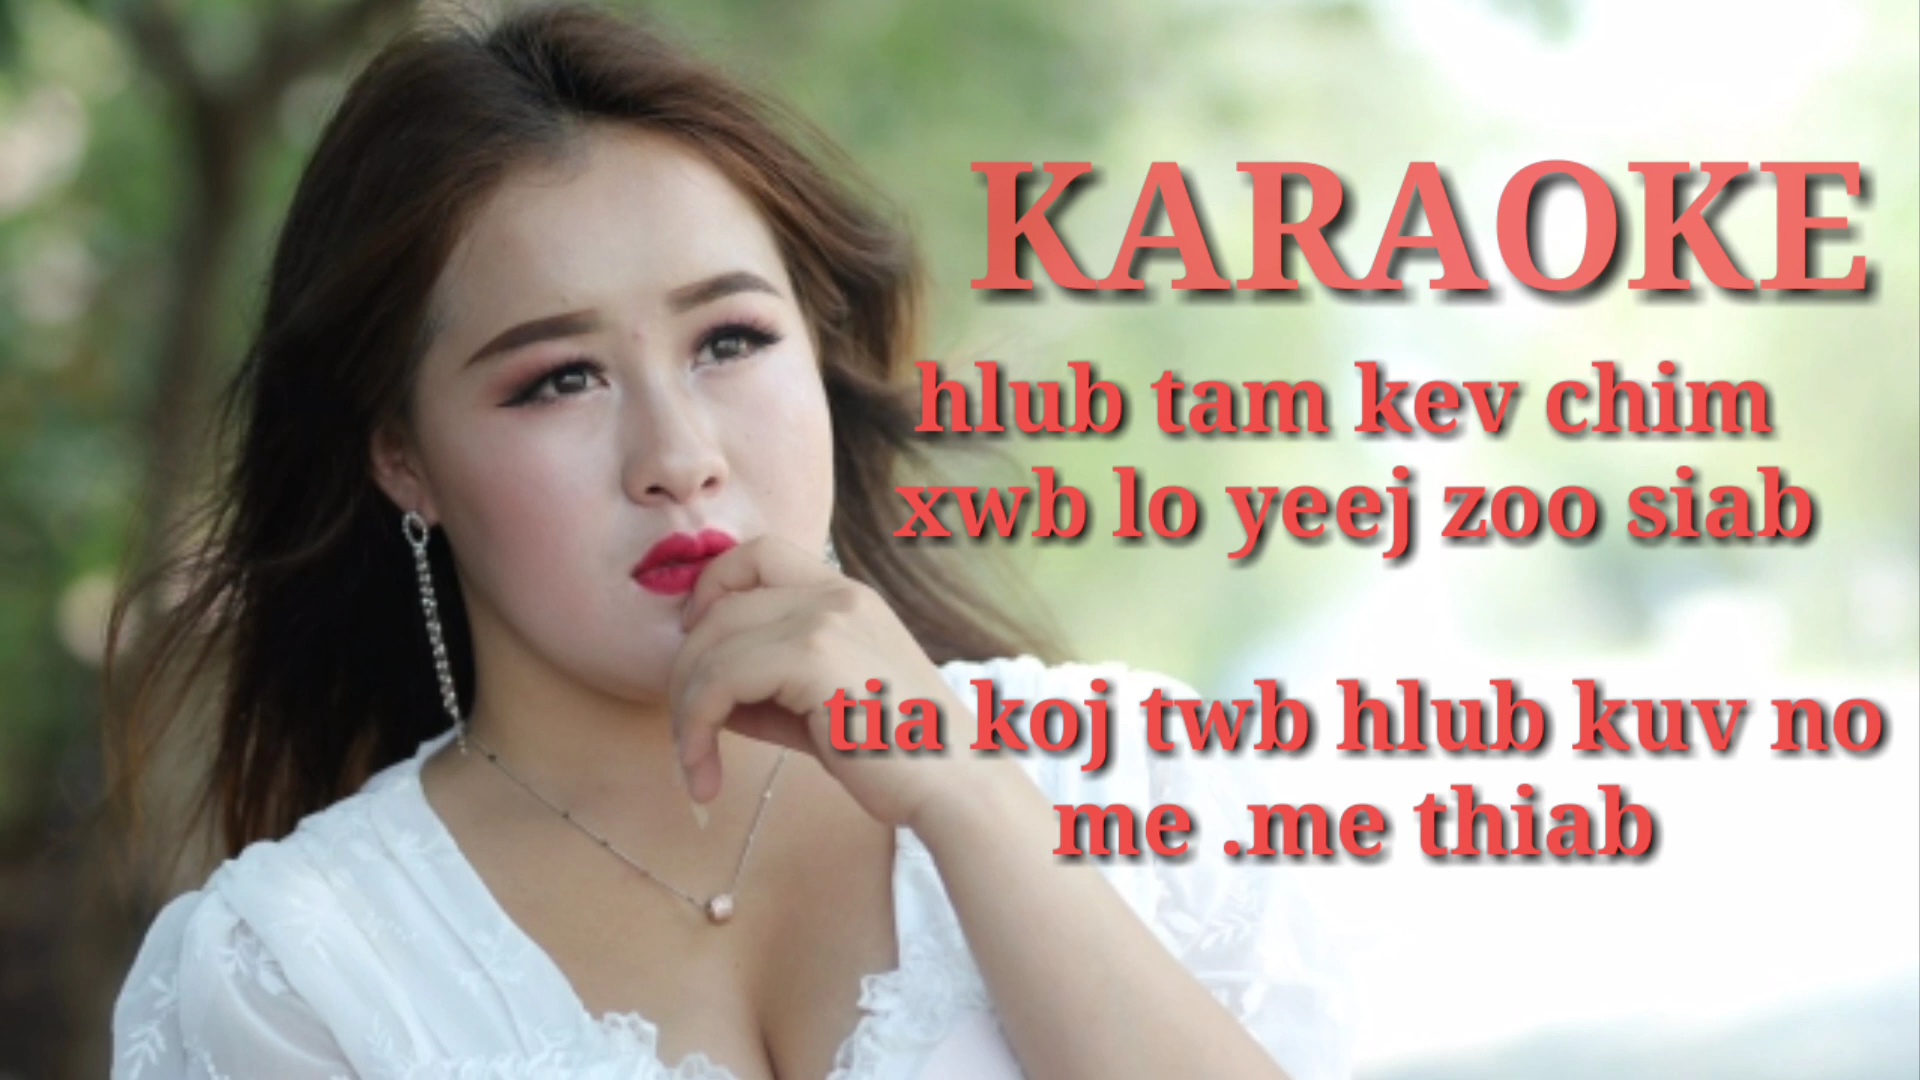 KARAOKE
hlub tam kev chim
xwb lo yeej zoo siab
tia koj twb hlub kuv no
me .me thiab